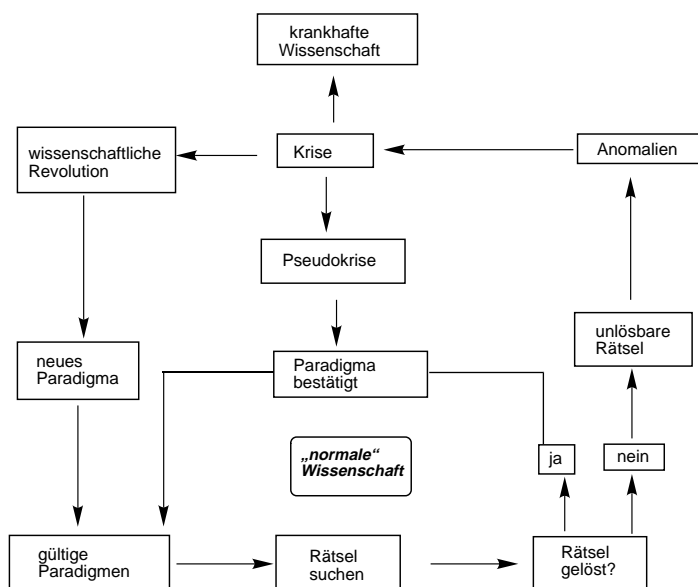 krankhafte
Wissenschaft
wissenschaftliche
Revolution
Krise
Anomalien
Pseudokrise
unlösbare
Rätsel
neues
Paradigma
Paradigma
bestätigt
„normale“
Wissenschaft
ja
nein
gültige
Paradigmen
Rätsel
suchen
Rätsel
gelöst?